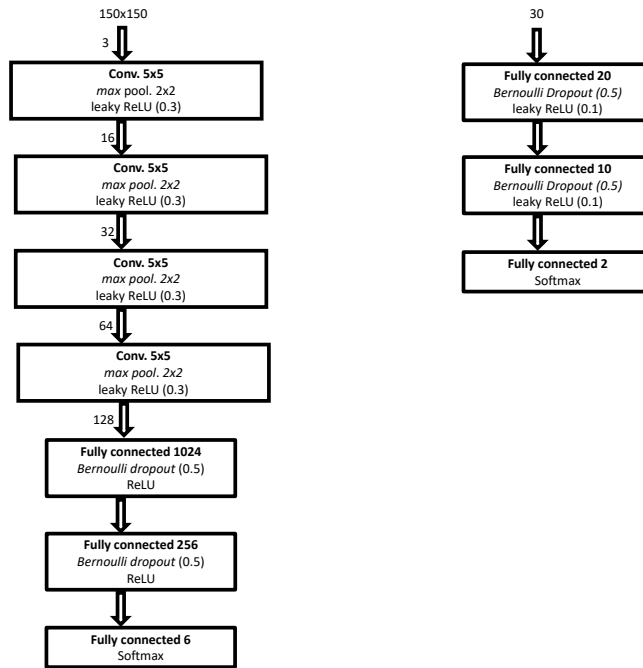 150x150
3
Conv. 5x5
max pool. 2x2
leaky ReLU (0.3)
16
Conv. 5x5
max pool. 2x2
leaky ReLU (0.3)
32
Conv. 5x5
max pool. 2x2
leaky ReLU (0.3)
64
Conv. 5x5
max pool. 2x2
leaky ReLU (0.3)
128
Fully connected 1024
Bernoulli dropout (0.5)
ReLU
Fully connected 256
Bernoulli dropout (0.5)
ReLU
Fully connected 6
Softmax
30
Fully connected 20
Bernoulli Dropout (0.5)
leaky ReLU (0.1)
Fully connected 10
Bernoulli Dropout (0.5)
leaky ReLU (0.1)
Fully connected 2
Softmax